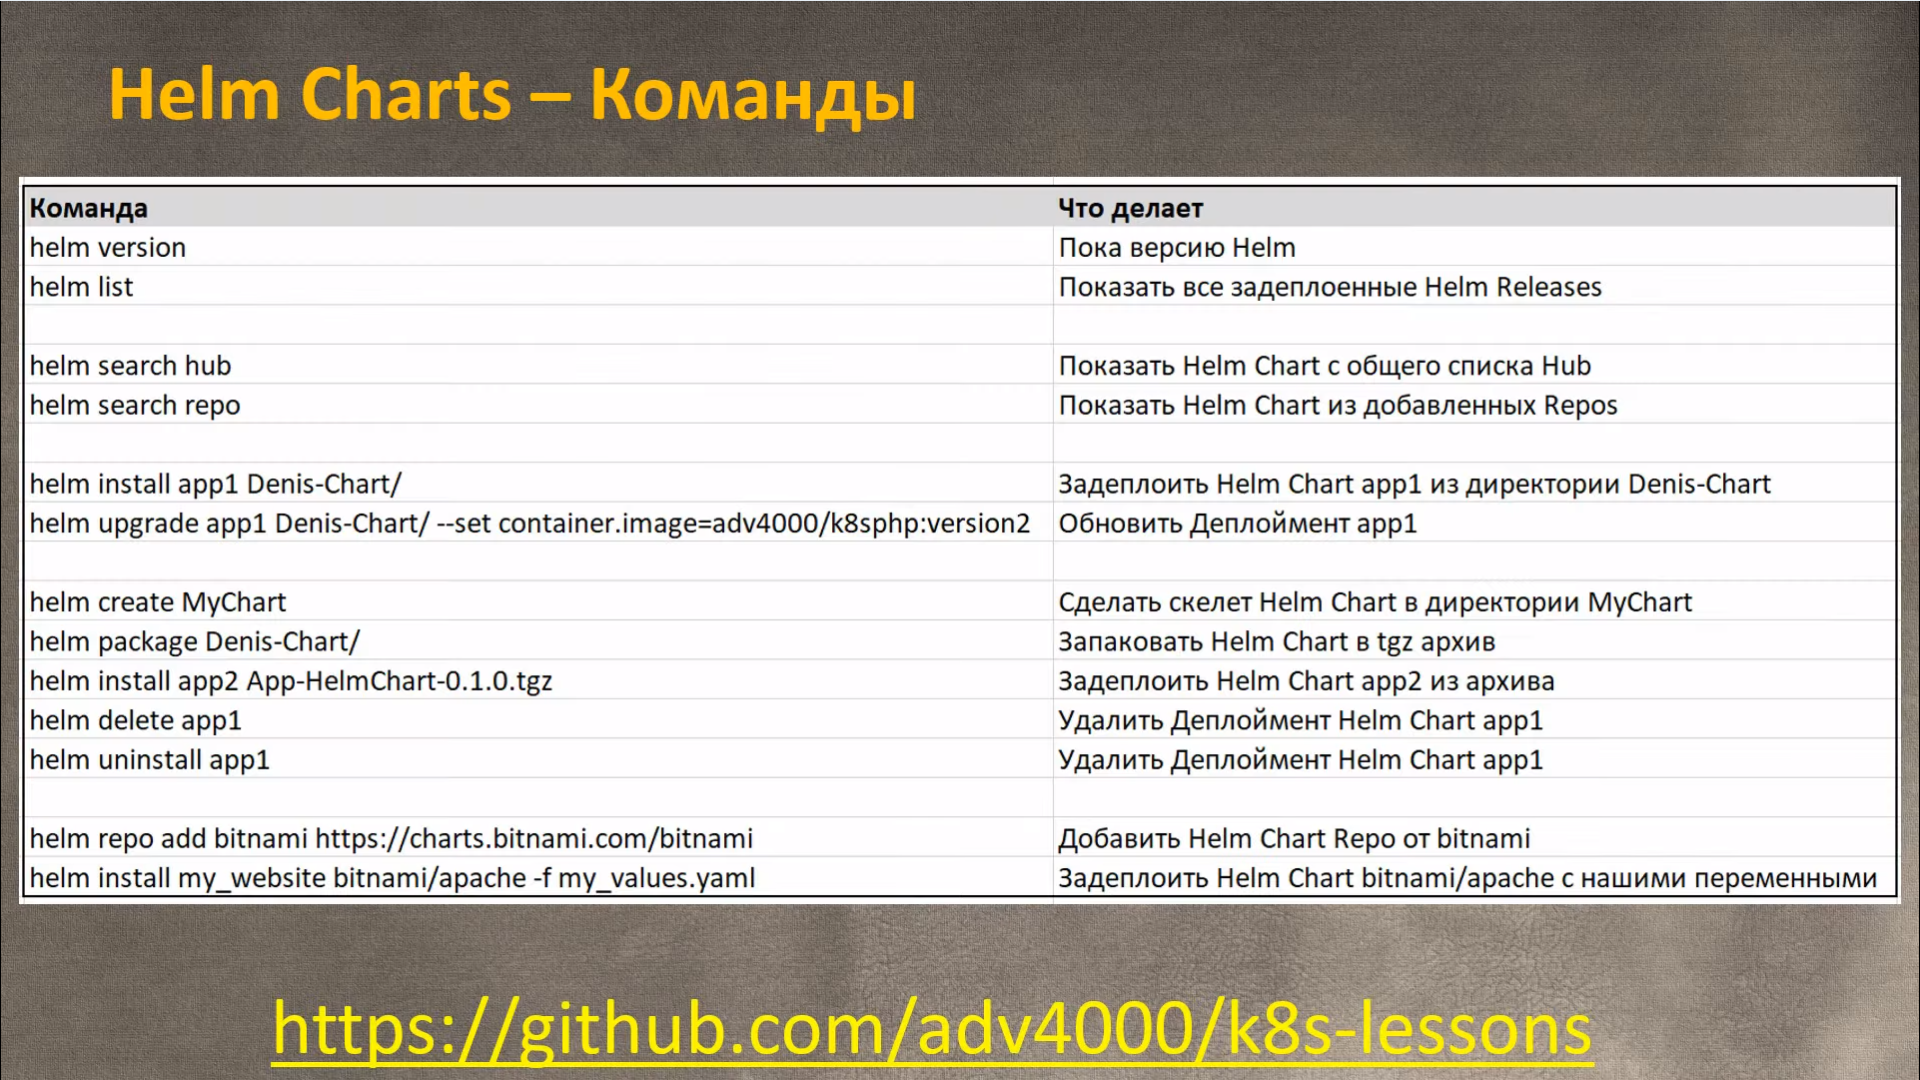 Helm Charts – Команды
Команда Что делает
helm version Пока версию Helm
helm list Показать все задеплоенные Helm Releases
helm search hub Показать Helm Chart с общего списка Hub
helm search repo Показать Helm Chart из добавленных Repos
helm install app1 Denis-Chart/ Задеплоить Helm Chart app1 из директории Denis-Chart
helm upgrade app1 Denis-Chart/ --set container.image=adv4000/k8sphp:version2 Обновить Деплоймент app1
helm create MyChart Сделать скелет Helm Chart в директории MyChart
helm package Denis-Chart/ Запаковать Helm Chart в tgz архив
helm install app2 App-HelmChart-0.1.0.tgz Задеплоить Helm Chart app2 из архива
helm delete app1 Удалить Деплоймент Helm Chart app1
helm uninstall app1 Удалить Деплоймент Helm Chart app1
helm repo add bitnami https://charts.bitnami.com/bitnami Добавить Helm Chart Repo от bitnami
helm install my_website bitnami/apache -f my_values.yaml Задеплоить Helm Chart bitnami/apache с нашими переменными
https://github.com/adv4000/k8s-lessons